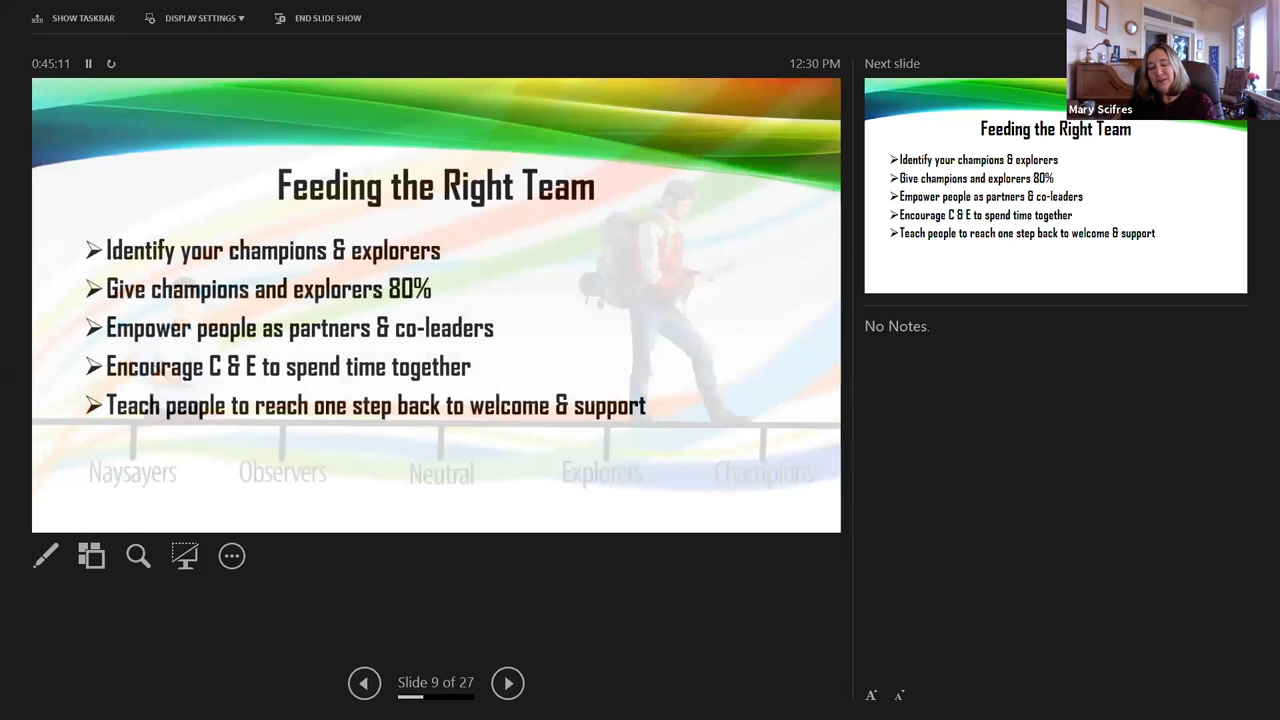 SHOW TASKBAR
DISPLAY SETTINGS ▼
END SLIDE SHOW
0:45:11
12:30 PM
Feeding the Right Team
➢Identify your champions & explorers
➢Give champions and explorers 80%
➢Empower people as partners & co-leaders
➢Encourage C & E to spend time together
➢Teach people to reach one step back to welcome & support
Naysayers
Observers
Neutral
Explorers
Champions
Slide 9 of 27
Next slide
Mary Scifres
Feeding the Right Team
➢Identify your champions & explorers
➢Give champions and explorers 80%
➢Empower people as partners & co-leaders
➢Encourage C & E to spend time together
➢Teach people to reach one step back to welcome & support
No Notes.
A A